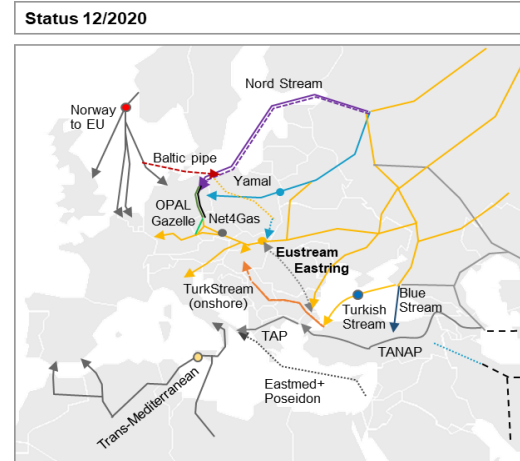 Status 12/2020
Nord Stream
Norway
to EU
Baltic pipe
Yamal
OPAL
Gazelle
Net4Gas
Eustream
Eastring
TurkStream
(onshore)
Turkish
Stream
Blue
Stream
TAP
TANAP
Eastmed+
Poseidon
Trans-Mediterranean